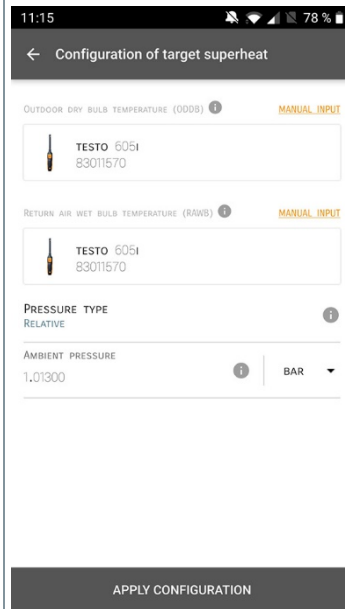 11:15 78 %
Configuration of target superheat
OUTDOOR DRY BULB TEMPERATURE (ODDB) MANUAL INPUT
TESTO 605I
83011570
RETURN AIR WET BULB TEMPERATURE (RAWB) MANUAL INPUT
TESTO 605I
83011570
PRESSURE TYPE
RELATIVE
AMBIENT PRESSURE
1.01300 BAR
APPLY CONFIGURATION